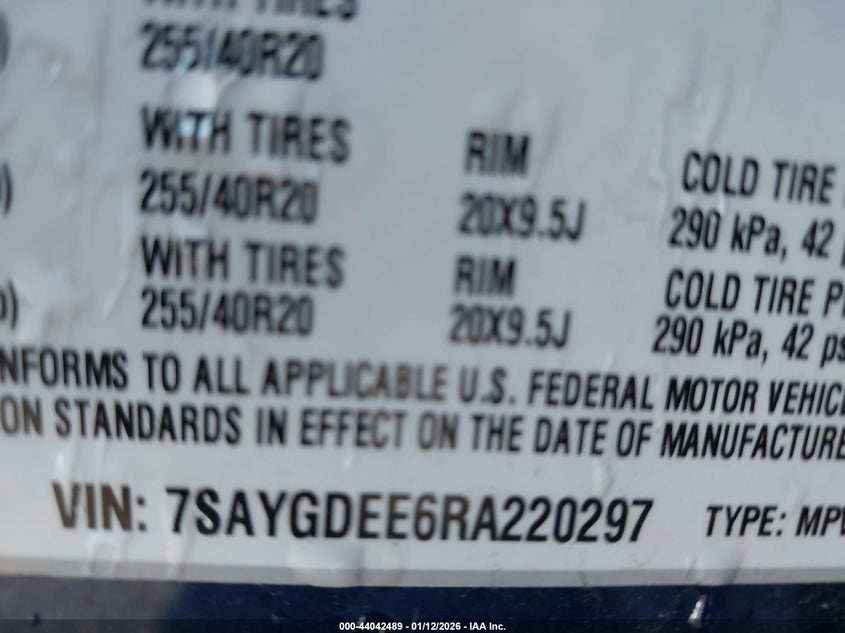 WITH TIRES
255/40R20
WITH TIRES RIM COLD TIRE
255/40R20 20X9.5J 290 kPa, 42
WITH TIRES RIM COLD TIRE
255/40R20 20X9.5J 290 kPa, 42 ps
NFORMS TO ALL APPLICABLE U.S. FEDERAL MOTOR VEHIC
ON STANDARDS IN EFFECT ON THE DATE OF MANUFACTURE
VIN: 7SAYGDEE6RA220297 TYPE: MP
000-44042489 - 01/12/2026 - IAA Inc.